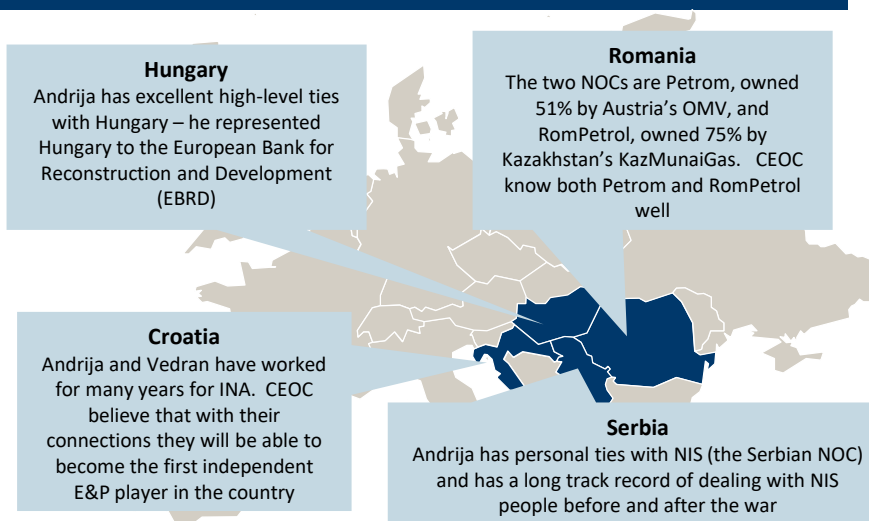 Hungary
Andrija has excellent high-level ties
with Hungary – he represented
Hungary to the European Bank for
Reconstruction and Development
(EBRD)
Romania
The two NOCs are Petrom, owned
51% by Austria’s OMV, and
RomPetrol, owned 75% by
Kazakhstan’s KazMunaiGas.   CEOC
know both Petrom and RomPetrol
well
Croatia
Andrija and Vedran have worked
for many years for INA.  CEOC
believe that with their
connections they will be able to
become the first independent
E&P player in the country
Serbia
Andrija has personal ties with NIS (the Serbian NOC)
and has a long track record of dealing with NIS
people before and after the war